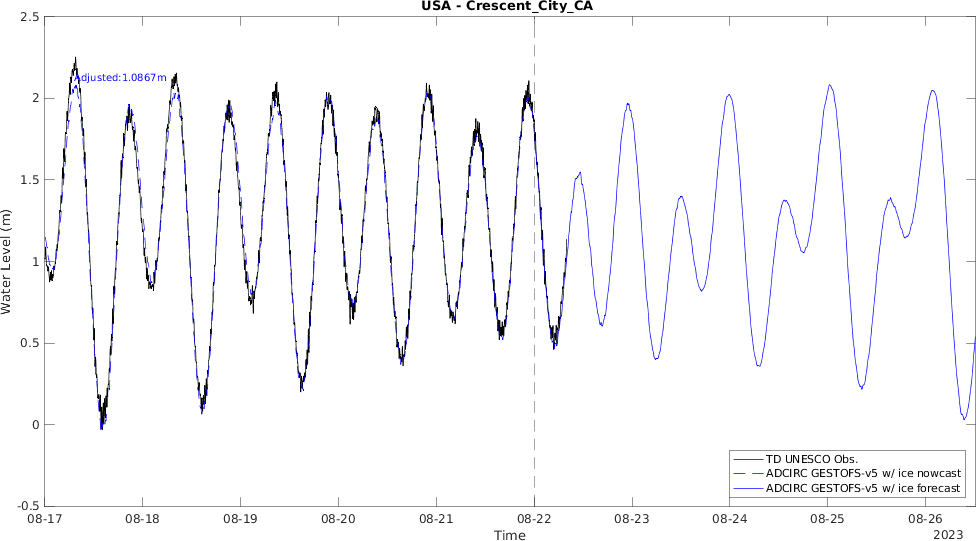 USA - Crescent_City_CA
2.5
Adjusted:1.0867m
2
1.5
1
0.5
0
-0.5
Water Level (m)
TD UNESCO Obs.
ADCIRC GESTOFS-v5 w/ ice nowcast
ADCIRC GESTOFS-v5 w/ ice forecast
08-17 08-18 08-19 08-20 08-21 08-22 08-23 08-24 08-25 08-26
Time
2023